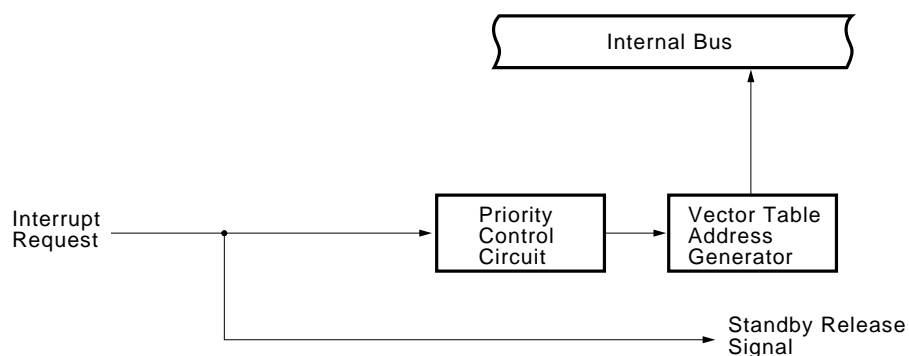 Internal Bus
Interrupt
Request
Priority
Control
Circuit
Vector Table
Address
Generator
Standby Release
Signal